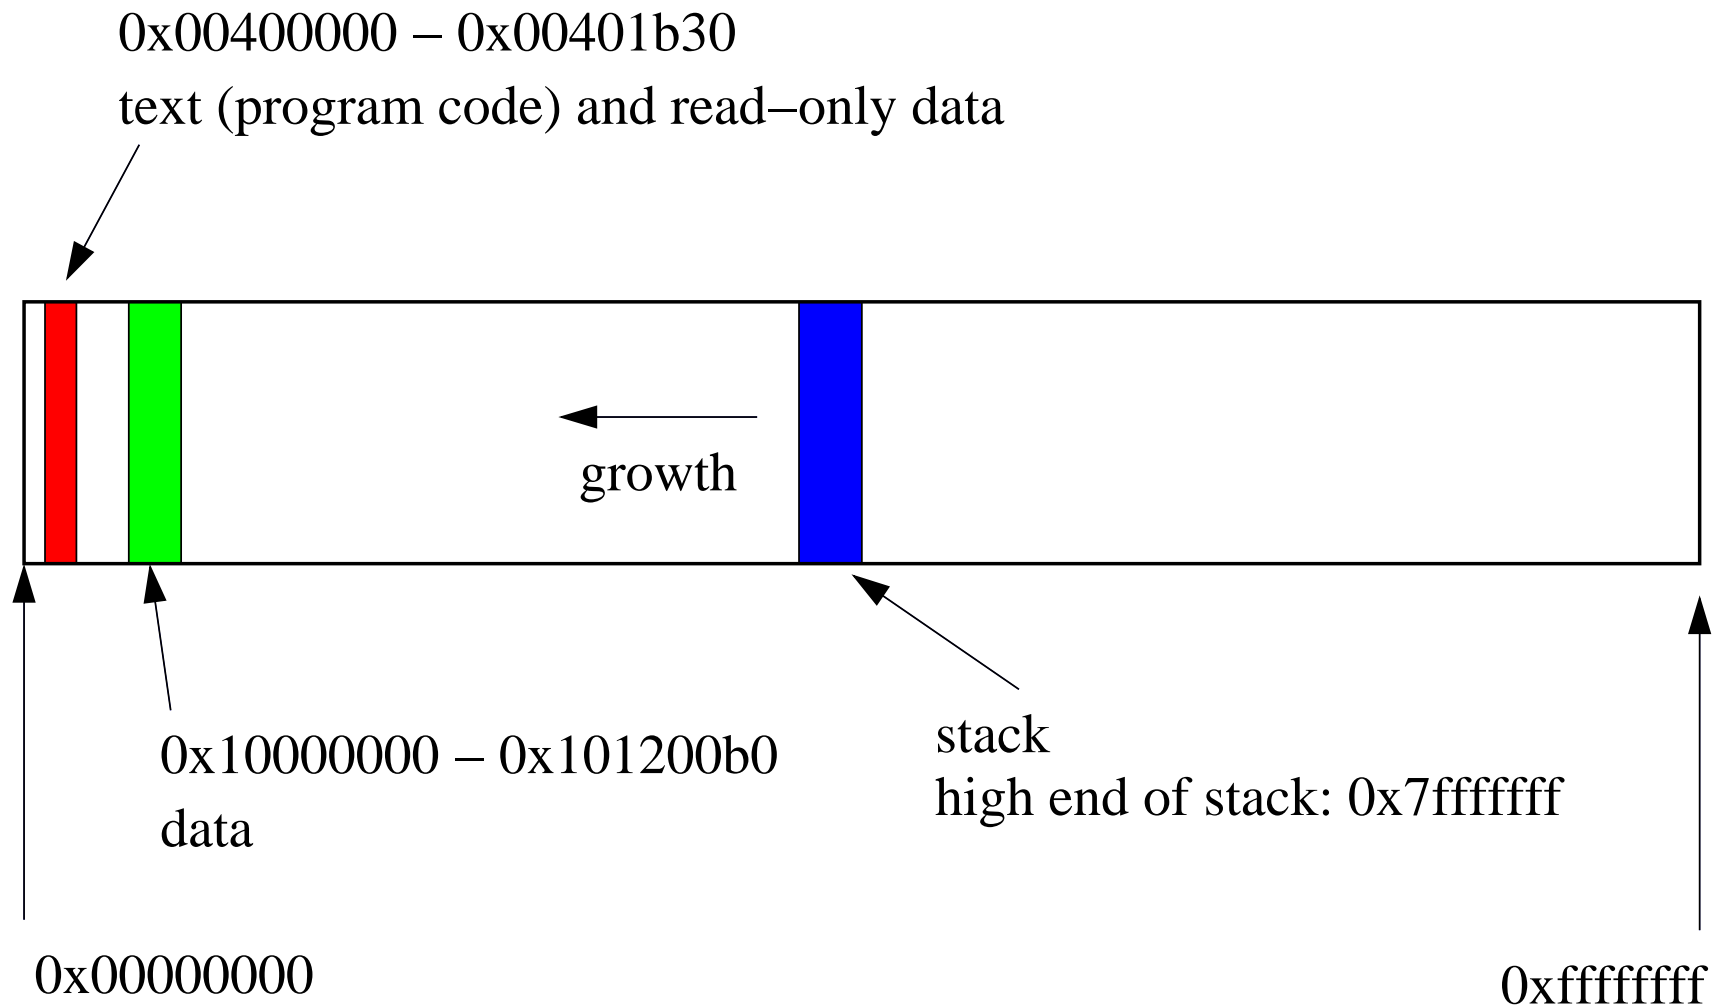 0x00400000 – 0x00401b30
text (program code) and read–only data
growth
0x10000000 – 0x101200b0
data
stack
high end of stack: 0x7fffffff
0x00000000
0xffffffff